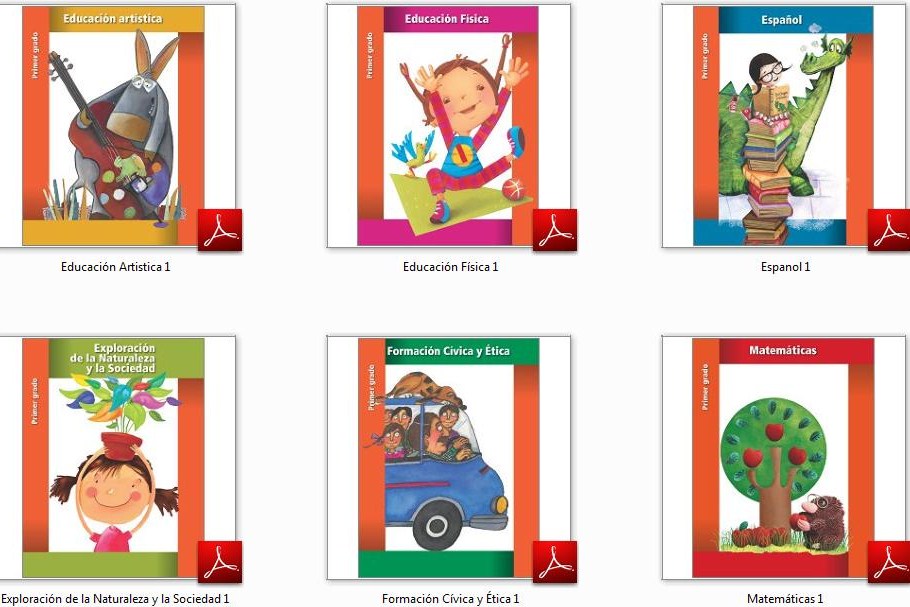 Educación artística
Primer grado
Educación Artistica 1
Educación Física
Primer grado
Educación Física 1
Español
Primer grado
Espanol 1
Exploración
de la Naturaleza
y la Sociedad
Primer grado
Exploración de la Naturaleza y la Sociedad 1
Formación Cívica y Ética
Primer grado
Formación Cívica y Ética 1
Matemáticas
Primer grado
Matemáticas 1